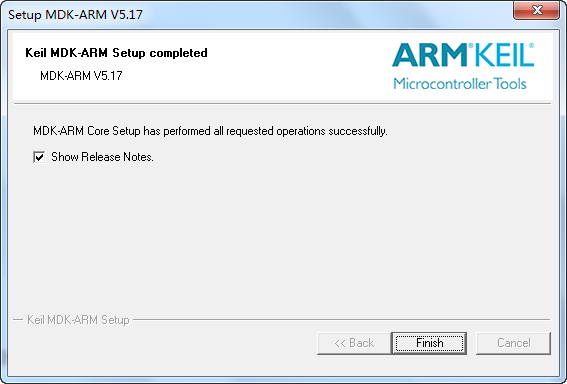 Setup MDK-ARM V5.17
Keil MDK-ARM Setup completed
MDK-ARM V5.17
ARM®KEIL®
Microcontroller Tools
MDK-ARM Core Setup has performed all requested operations successfully.
Show Release Notes.
Keil MDK-ARM Setup
<< Back
Finish
Cancel